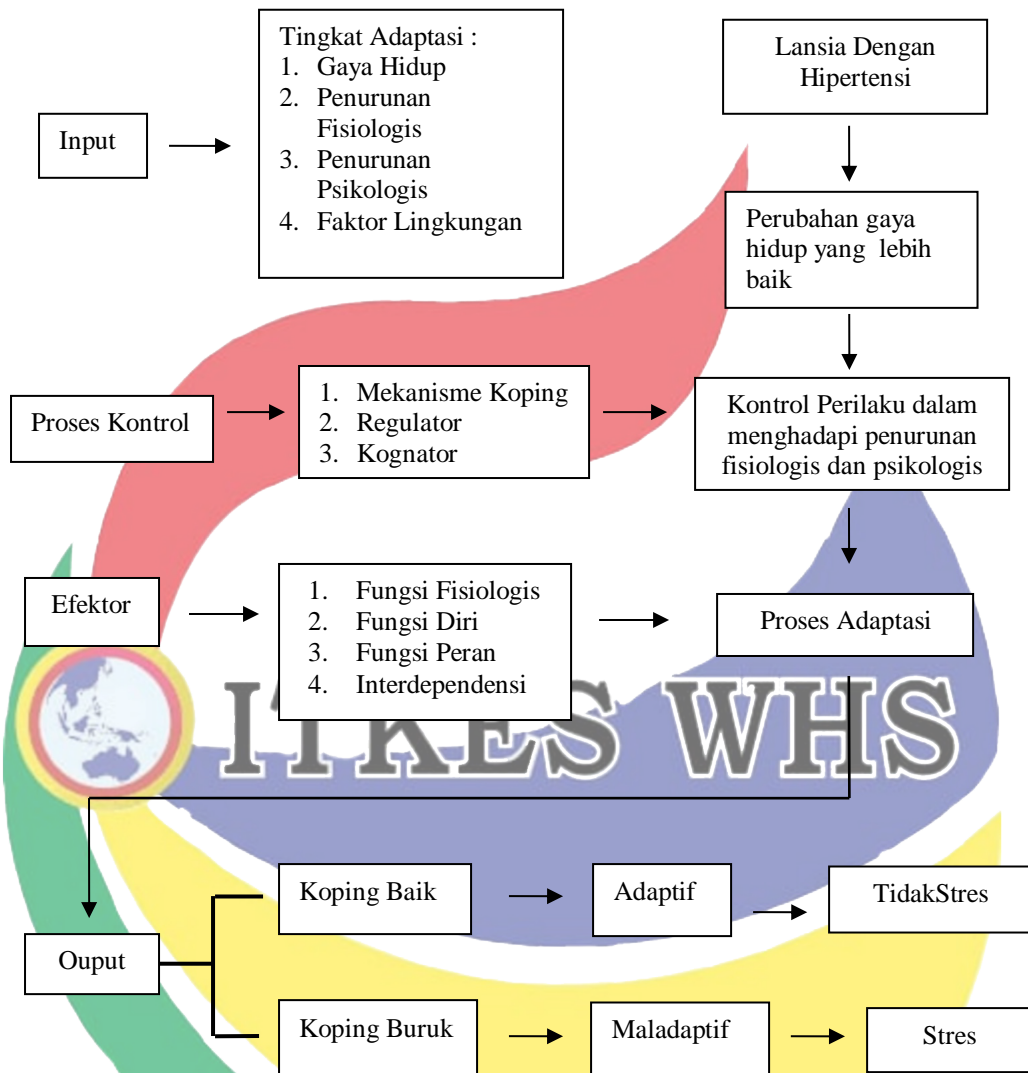 Input
Tingkat Adaptasi :
1. Gaya Hidup
2. Penurunan
Fisiologis
3. Penurunan
Psikologis
4. Faktor Lingkungan
Lansia Dengan
Hipertensi
Perubahan gaya
hidup yang lebih
baik
Proses Kontrol
1. Mekanisme Koping
2. Regulator
3. Kognator
Kontrol Perilaku dalam
menghadapi penurunan
fisiologis dan psikologis
Efektor
1. Fungsi Fisiologis
2. Fungsi Diri
3. Fungsi Peran
4. Interdependensi
Proses Adaptasi
ITKES WHS
Ouput
Koping Baik
Adaptif
TidakStres
Koping Buruk
Maladaptif
Stres